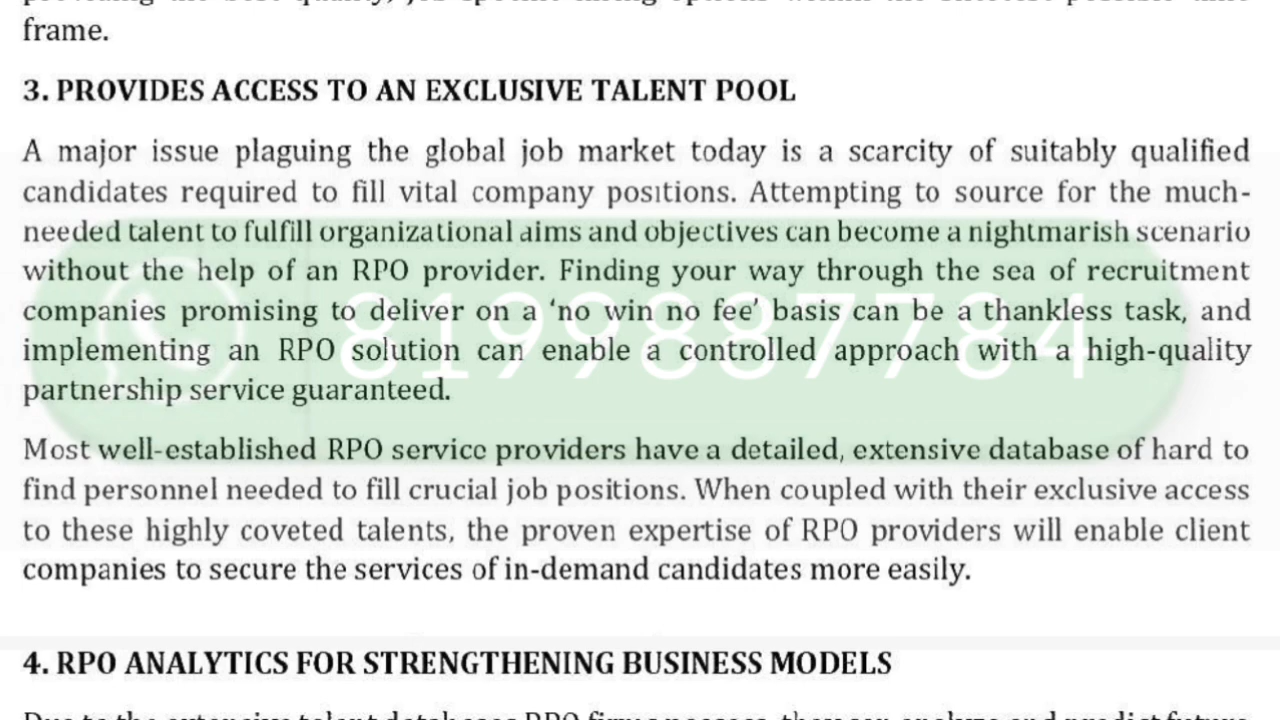 frame.
3. PROVIDES ACCESS TO AN EXCLUSIVE TALENT POOL
A major issue plaguing the global job market today is a scarcity of suitably qualified
candidates required to fill vital company positions. Attempting to source for the much-
needed talent to fulfill organizational aims and objectives can become a nightmarish scenario
without the help of an RPO provider. Finding your way through the sea of recruitment
companies promising to deliver on a ‘no win no fee’ basis can be a thankless task, and
implementing an RPO solution can enable a controlled approach with a high-quality
partnership service guaranteed.
8199887784
Most well-established RPO service providers have a detailed, extensive database of hard to
find personnel needed to fill crucial job positions. When coupled with their exclusive access
to these highly coveted talents, the proven expertise of RPO providers will enable client
companies to secure the services of in-demand candidates more easily.
4. RPO ANALYTICS FOR STRENGTHENING BUSINESS MODELS